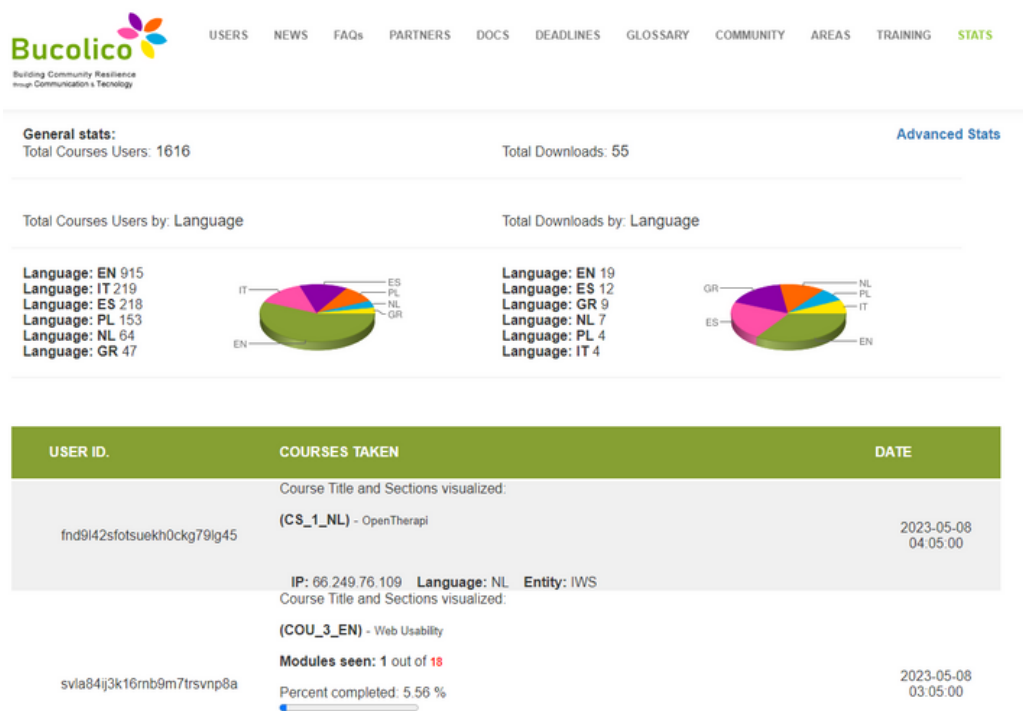 Bucolico
Building Community Resilience
through Communication & Tecnology
USERS NEWS FAQs PARTNERS DOCS DEADLINES GLOSSARY COMMUNITY AREAS TRAINING STATS
General stats:
Total Courses Users: 1616
Total Downloads: 55
Advanced Stats
Total Courses Users by: Language
Total Downloads by: Language
Language: EN 915
Language: IT 219
Language: ES 218
Language: PL 153
Language: NL 64
Language: GR 47
IT
ES
PL
NL
GR
EN
Language: EN 19
Language: ES 12
Language: GR 9
Language: NL 7
Language: PL 4
Language: IT 4
GR
NL
PL
IT
ES
EN
USER ID. COURSES TAKEN DATE
Course Title and Sections visualized:
(CS_1_NL) - OpenTherapi
fnd9l42sfotsuekh0ckg79lg45
2023-05-08
04:05:00
IP: 66.249.76.109 Language: NL Entity: IWS
Course Title and Sections visualized:
(COU_3_EN) - Web Usability
Modules seen: 1 out of 18
svla84ij3k16rnb9m7trsvnp8a
2023-05-08
03:05:00
Percent completed: 5.56 %